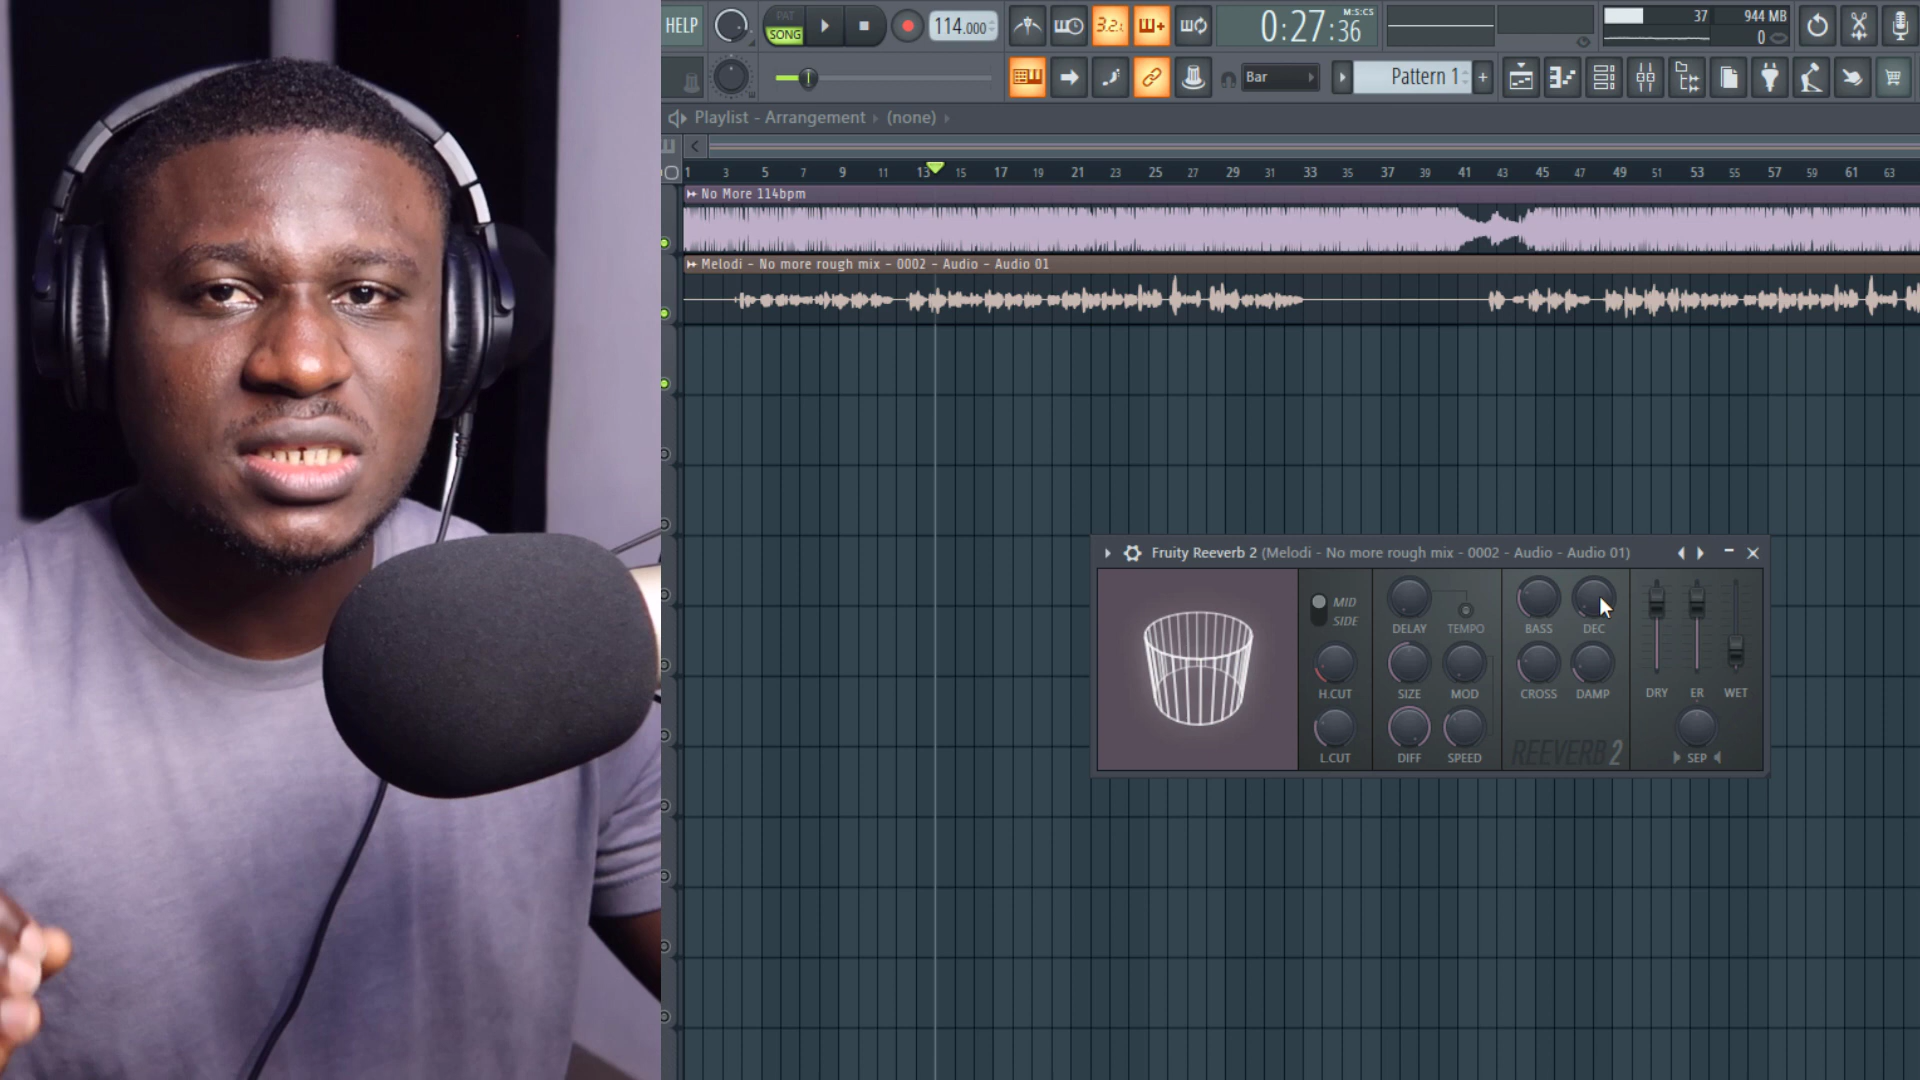 HELP
PAT
SONG
114.000
3.2.
0:27:36
M:S:CS
37
944 MB
0
Bar
Pattern 1
+
Playlist - Arrangement (none)
1 3 5 7 9 11 13 15 17 19 21 23 25 27 29 31 33 35 37 39 41 43 45 47 49 51 53 55 57 59 61 63
No More 114bpm
Melodi - No more rough mix - 0002 - Audio - Audio 01
Fruity Reeverb 2 (Melodi - No more rough mix - 0002 - Audio - Audio 01)
MID
SIDE
DELAY TEMPO BASS DEC
H.CUT SIZE MOD CROSS DAMP DRY ER WET
L.CUT DIFF SPEED REEVERB 2 SEP